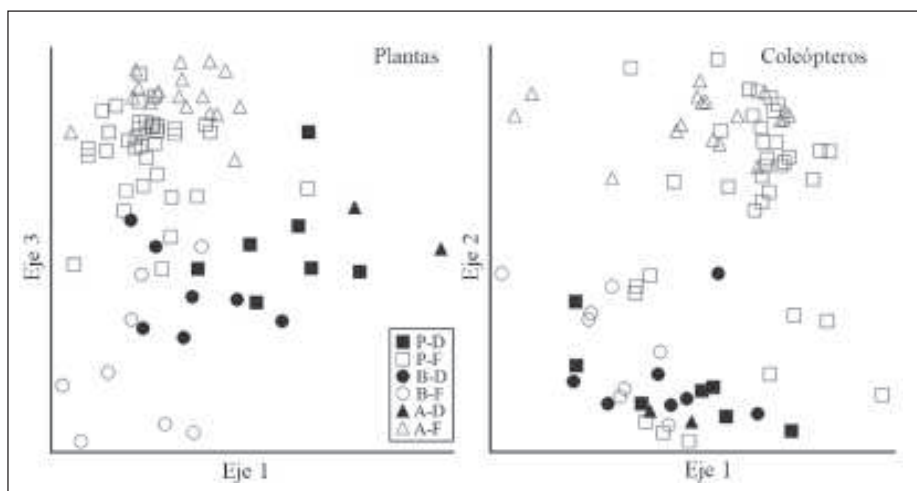 Plantas
Eje 3
Eje 1
P-D
P-F
B-D
B-F
A-D
A-F
Coleópteros
Eje 2
Eje 1